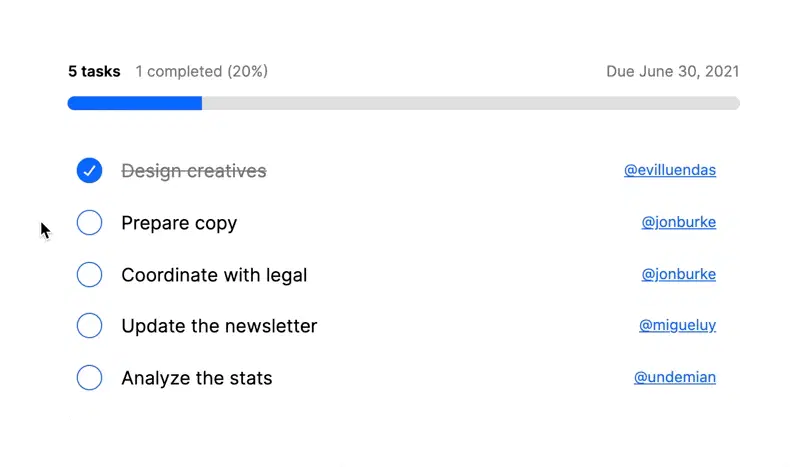 5 tasks 1 completed (20%) Due June 30, 2021
Design creatives @evilluendas
Prepare copy @jonburke
Coordinate with legal @jonburke
Update the newsletter @migueluy
Analyze the stats @undemian